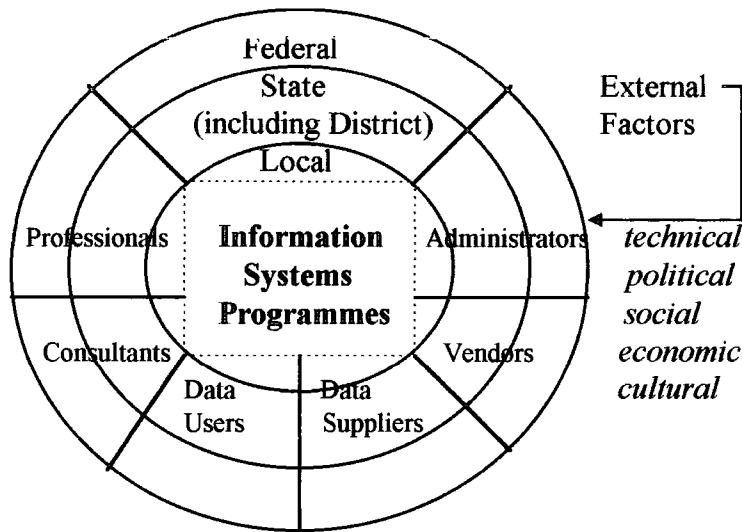 Federal
State
(including District)
Local
External
Factors
Professionals
Information
Systems
Programmes
Administrators
technical
political
social
economic
cultural
Consultants
Vendors
Data
Users
Data
Suppliers